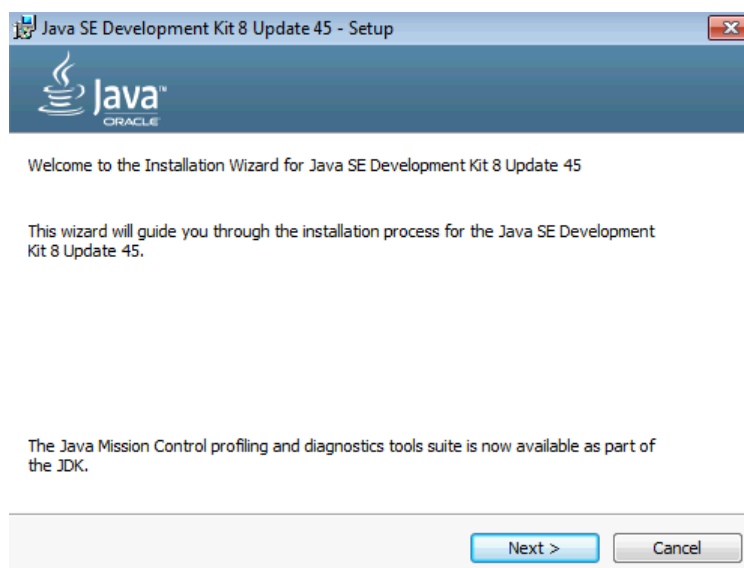 Java SE Development Kit 8 Update 45 - Setup
Java™
ORACLE
Welcome to the Installation Wizard for Java SE Development Kit 8 Update 45
This wizard will guide you through the installation process for the Java SE Development
Kit 8 Update 45.
The Java Mission Control profiling and diagnostics tools suite is now available as part of
the JDK.
Next > Cancel